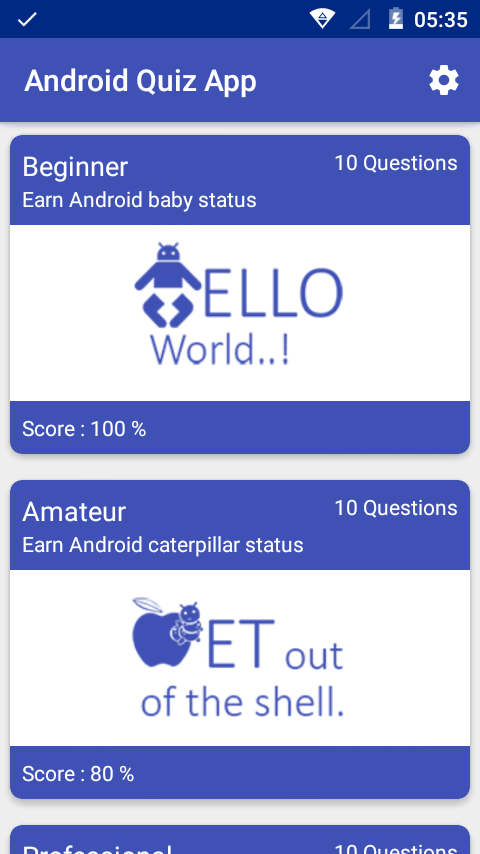 05:35
Android Quiz App
Beginner
10 Questions
Earn Android baby status
ELLO
World..!
Score : 100 %
Amateur
10 Questions
Earn Android caterpillar status
ET out
of the shell.
Score : 80 %
Professional
10 Questions